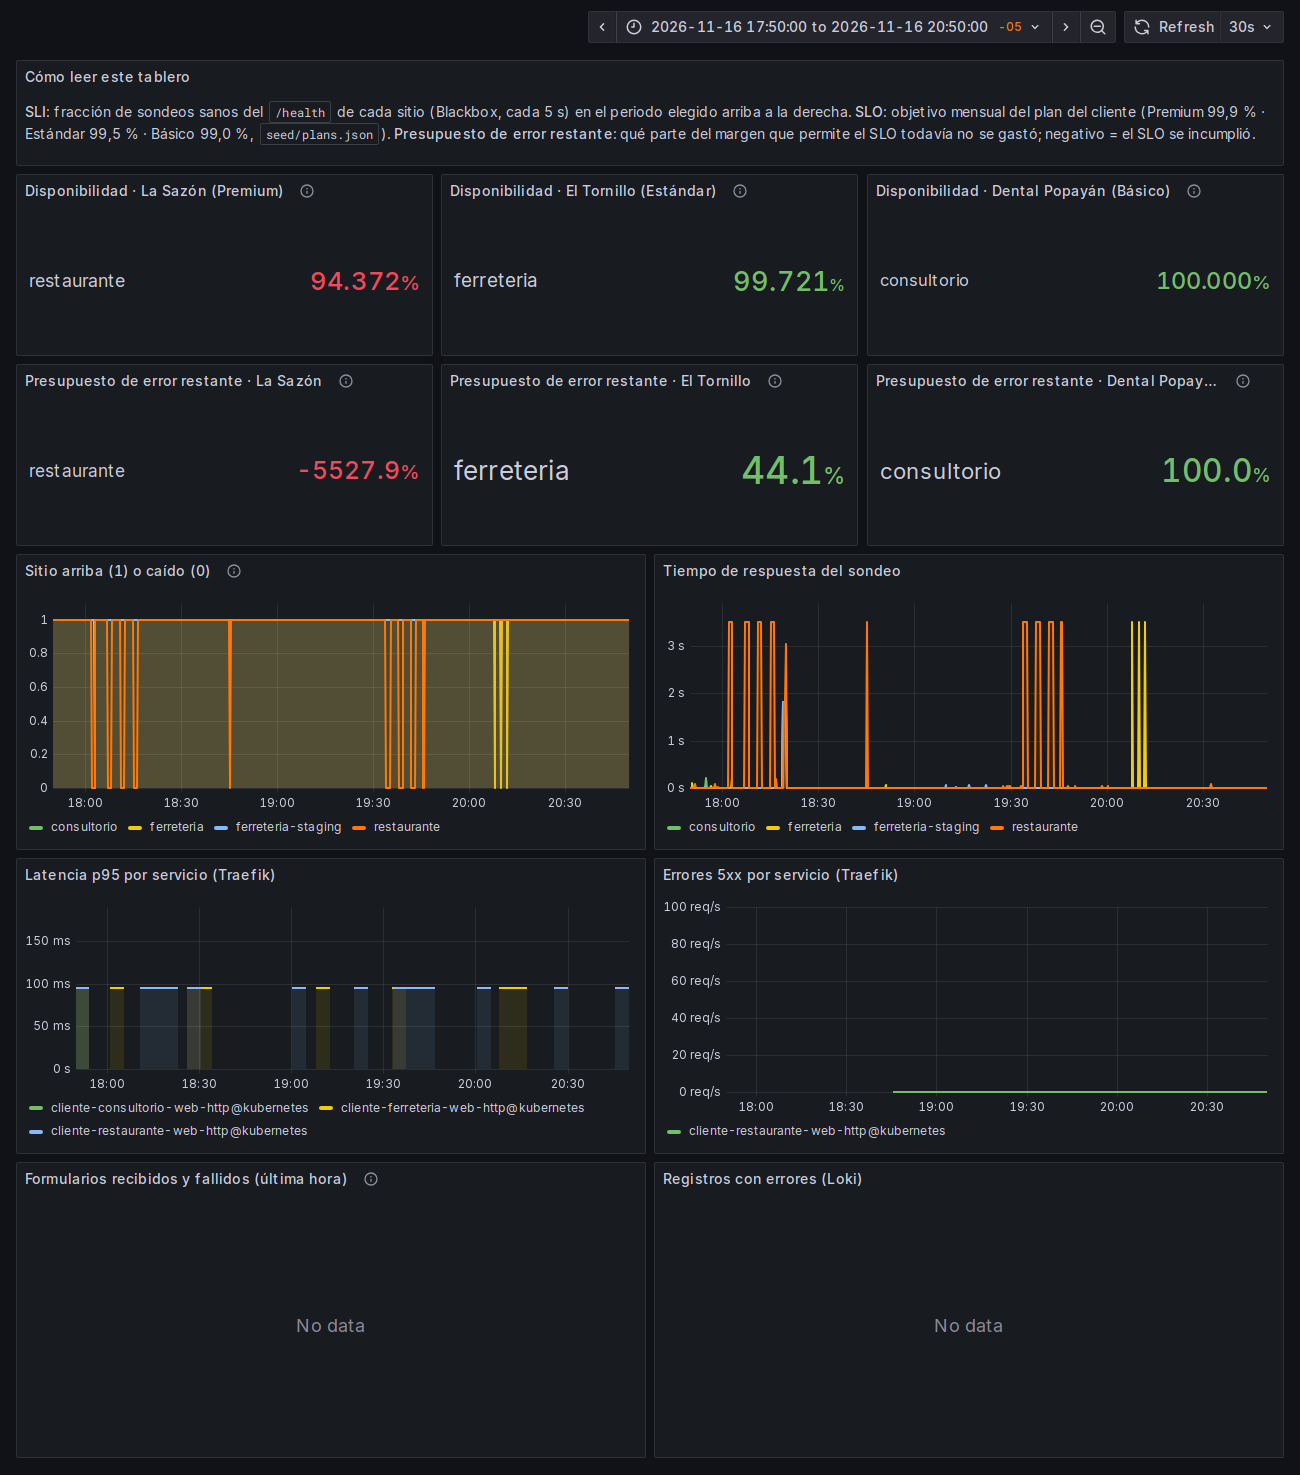 2026-11-16 17:50:00 to 2026-11-16 20:50:00 -05 Refresh 30s
Cómo leer este tablero
SLI: fracción de sondeos sanos del /health de cada sitio (Blackbox, cada 5 s) en el periodo elegido arriba a la derecha. SLO: objetivo mensual del plan del cliente (Premium 99,9 % ·
Estándar 99,5 % · Básico 99,0 %, seed/plans.json). Presupuesto de error restante: qué parte del margen que permite el SLO todavía no se gastó; negativo = el SLO se incumplió.
Disponibilidad · La Sazón (Premium)
restaurante 94.372%
Disponibilidad · El Tornillo (Estándar)
ferreteria 99.721%
Disponibilidad · Dental Popayán (Básico)
consultorio 100.000%
Presupuesto de error restante · La Sazón
restaurante -5527.9%
Presupuesto de error restante · El Tornillo
ferreteria 44.1%
Presupuesto de error restante · Dental Popay...
consultorio 100.0%
Sitio arriba (1) o caído (0)
1
0.8
0.6
0.4
0.2
0
18:00 18:30 19:00 19:30 20:00 20:30
consultorio ferreteria ferreteria-staging restaurante
Tiempo de respuesta del sondeo
3 s
2 s
1 s
0 s
18:00 18:30 19:00 19:30 20:00 20:30
consultorio ferreteria ferreteria-staging restaurante
Latencia p95 por servicio (Traefik)
150 ms
100 ms
50 ms
0 s
18:00 18:30 19:00 19:30 20:00 20:30
cliente-consultorio-web-http@kubernetes cliente-ferreteria-web-http@kubernetes
cliente-restaurante-web-http@kubernetes
Errores 5xx por servicio (Traefik)
100 req/s
80 req/s
60 req/s
40 req/s
20 req/s
0 req/s
18:00 18:30 19:00 19:30 20:00 20:30
cliente-restaurante-web-http@kubernetes
Formularios recibidos y fallidos (última hora)
No data
Registros con errores (Loki)
No data